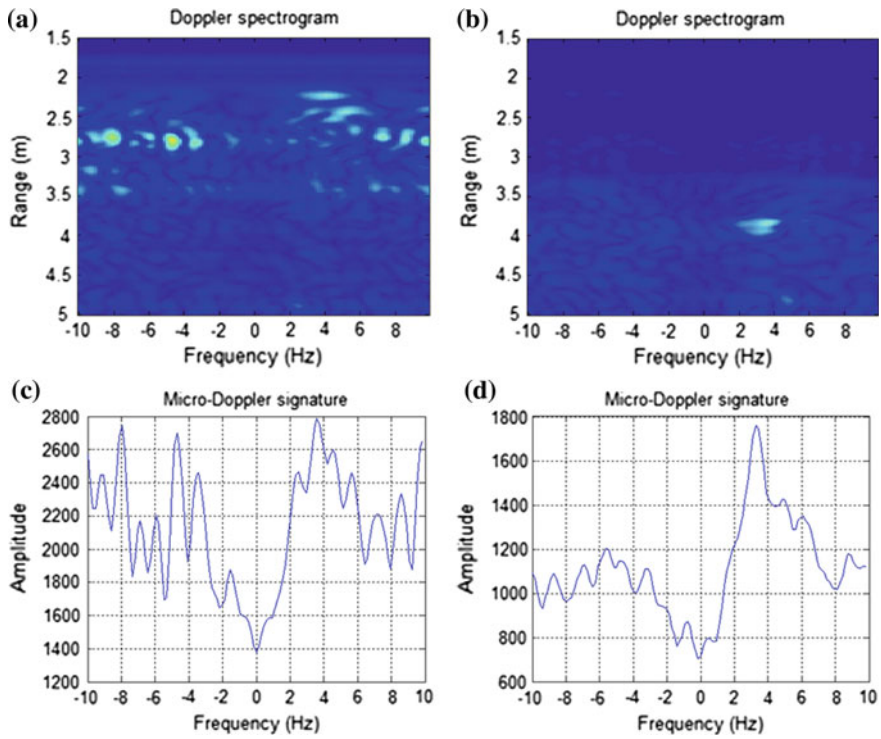 (a)
Doppler spectrogram
1.5
2
2.5
3
3.5
4
4.5
5
Range (m)
-10 -8 -6 -4 -2 0 2 4 6 8
Frequency (Hz)
(b)
Doppler spectrogram
1.5
2
2.5
3
3.5
4
4.5
5
Range (m)
-10 -8 -6 -4 -2 0 2 4 6 8
Frequency (Hz)
(c)
Micro-Doppler signature
2800
2600
2400
2200
2000
1800
1600
1400
1200
Amplitude
-10 -8 -6 -4 -2 0 2 4 6 8 10
Frequency (Hz)
(d)
Micro-Doppler signature
1800
1600
1400
1200
1000
800
600
Amplitude
-10 -8 -6 -4 -2 0 2 4 6 8 10
Frequency (Hz)